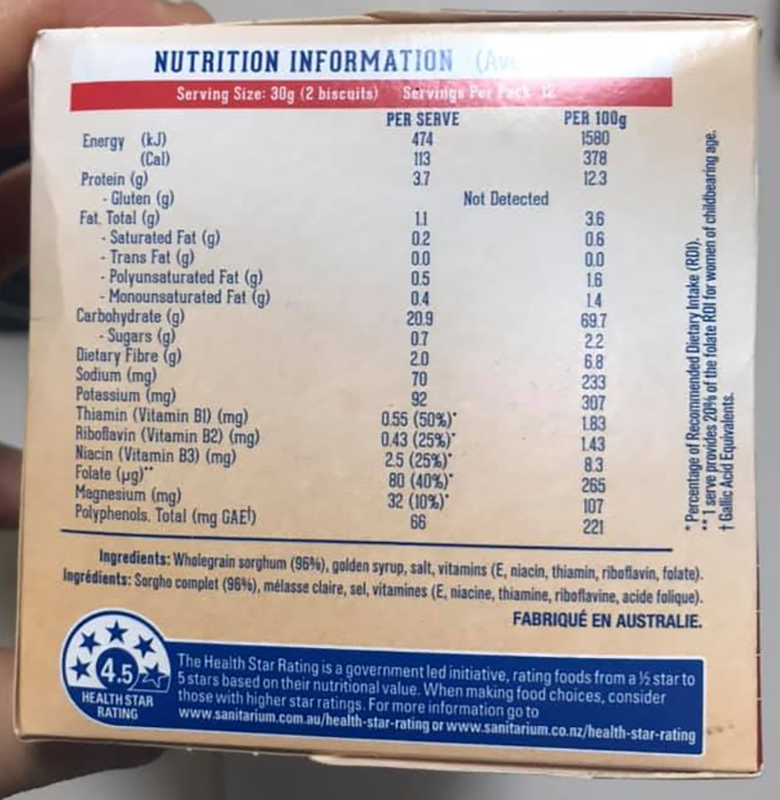 NUTRITION INFORMATION
Serving Size: 30g (2 biscuits) Servings Per Pack: 12
PER SERVE PER 100g
Energy (kJ) 474 1580
(Cal) 113 378
Protein (g) 3.7 12.3
- Gluten (g) Not Detected
Fat, Total (g) 1.1 3.6
- Saturated Fat (g) 0.2 0.6
- Trans Fat (g) 0.0 0.0
- Polyunsaturated Fat (g) 0.5 1.6
- Monounsaturated Fat (g) 0.4 1.4
Carbohydrate (g) 20.9 69.7
- Sugars (g) 0.7 2.2
Dietary Fibre (g) 2.0 6.8
Sodium (mg) 70 233
Potassium (mg) 92 307
Thiamin (Vitamin B1) (mg) 0.55 (50%)* 1.83
Riboflavin (Vitamin B2) (mg) 0.43 (25%)* 1.43
Niacin (Vitamin B3) (mg) 2.5 (25%)* 8.3
Folate (μg)** 80 (40%)* 265
Magnesium (mg) 32 (10%)* 107
Polyphenols, Total (mg GAE†) 66 221
* Percentage of Recommended Dietary Intake (RDI).
** 1 serve provides 20% of the folate RDI for women of childbearing age.
† Gallic Acid Equivalents.
Ingredients: Wholegrain sorghum (96%), golden syrup, salt, vitamins (E, niacin, thiamin, riboflavin, folate).
Ingrédients: Sorgho complet (96%), mélasse claire, sel, vitamines (E, niacine, thiamine, riboflavine, acide folique).
FABRIQUÉ EN AUSTRALIE.
4.5
HEALTH STAR
RATING
The Health Star Rating is a government led initiative, rating foods from a ½ star to
5 stars based on their nutritional value. When making food choices, consider
those with higher star ratings. For more information go to
www.sanitarium.com.au/health-star-rating or www.sanitarium.co.nz/health-star-rating